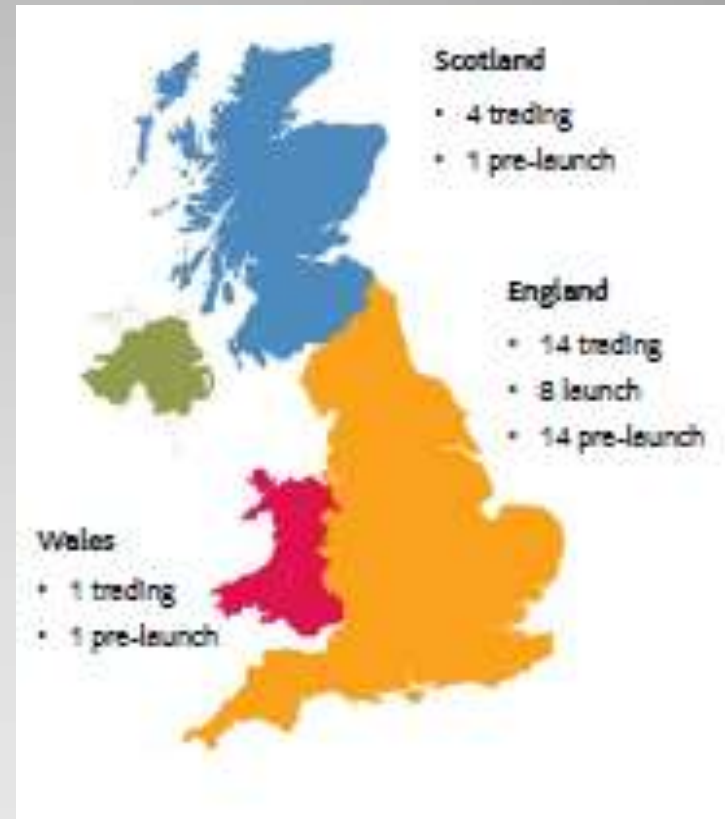 Scotland
• 4 trading
• 1 pre-launch
England
• 14 trading
• 8 launch
• 14 pre-launch
Wales
• 1 trading
• 1 pre-launch